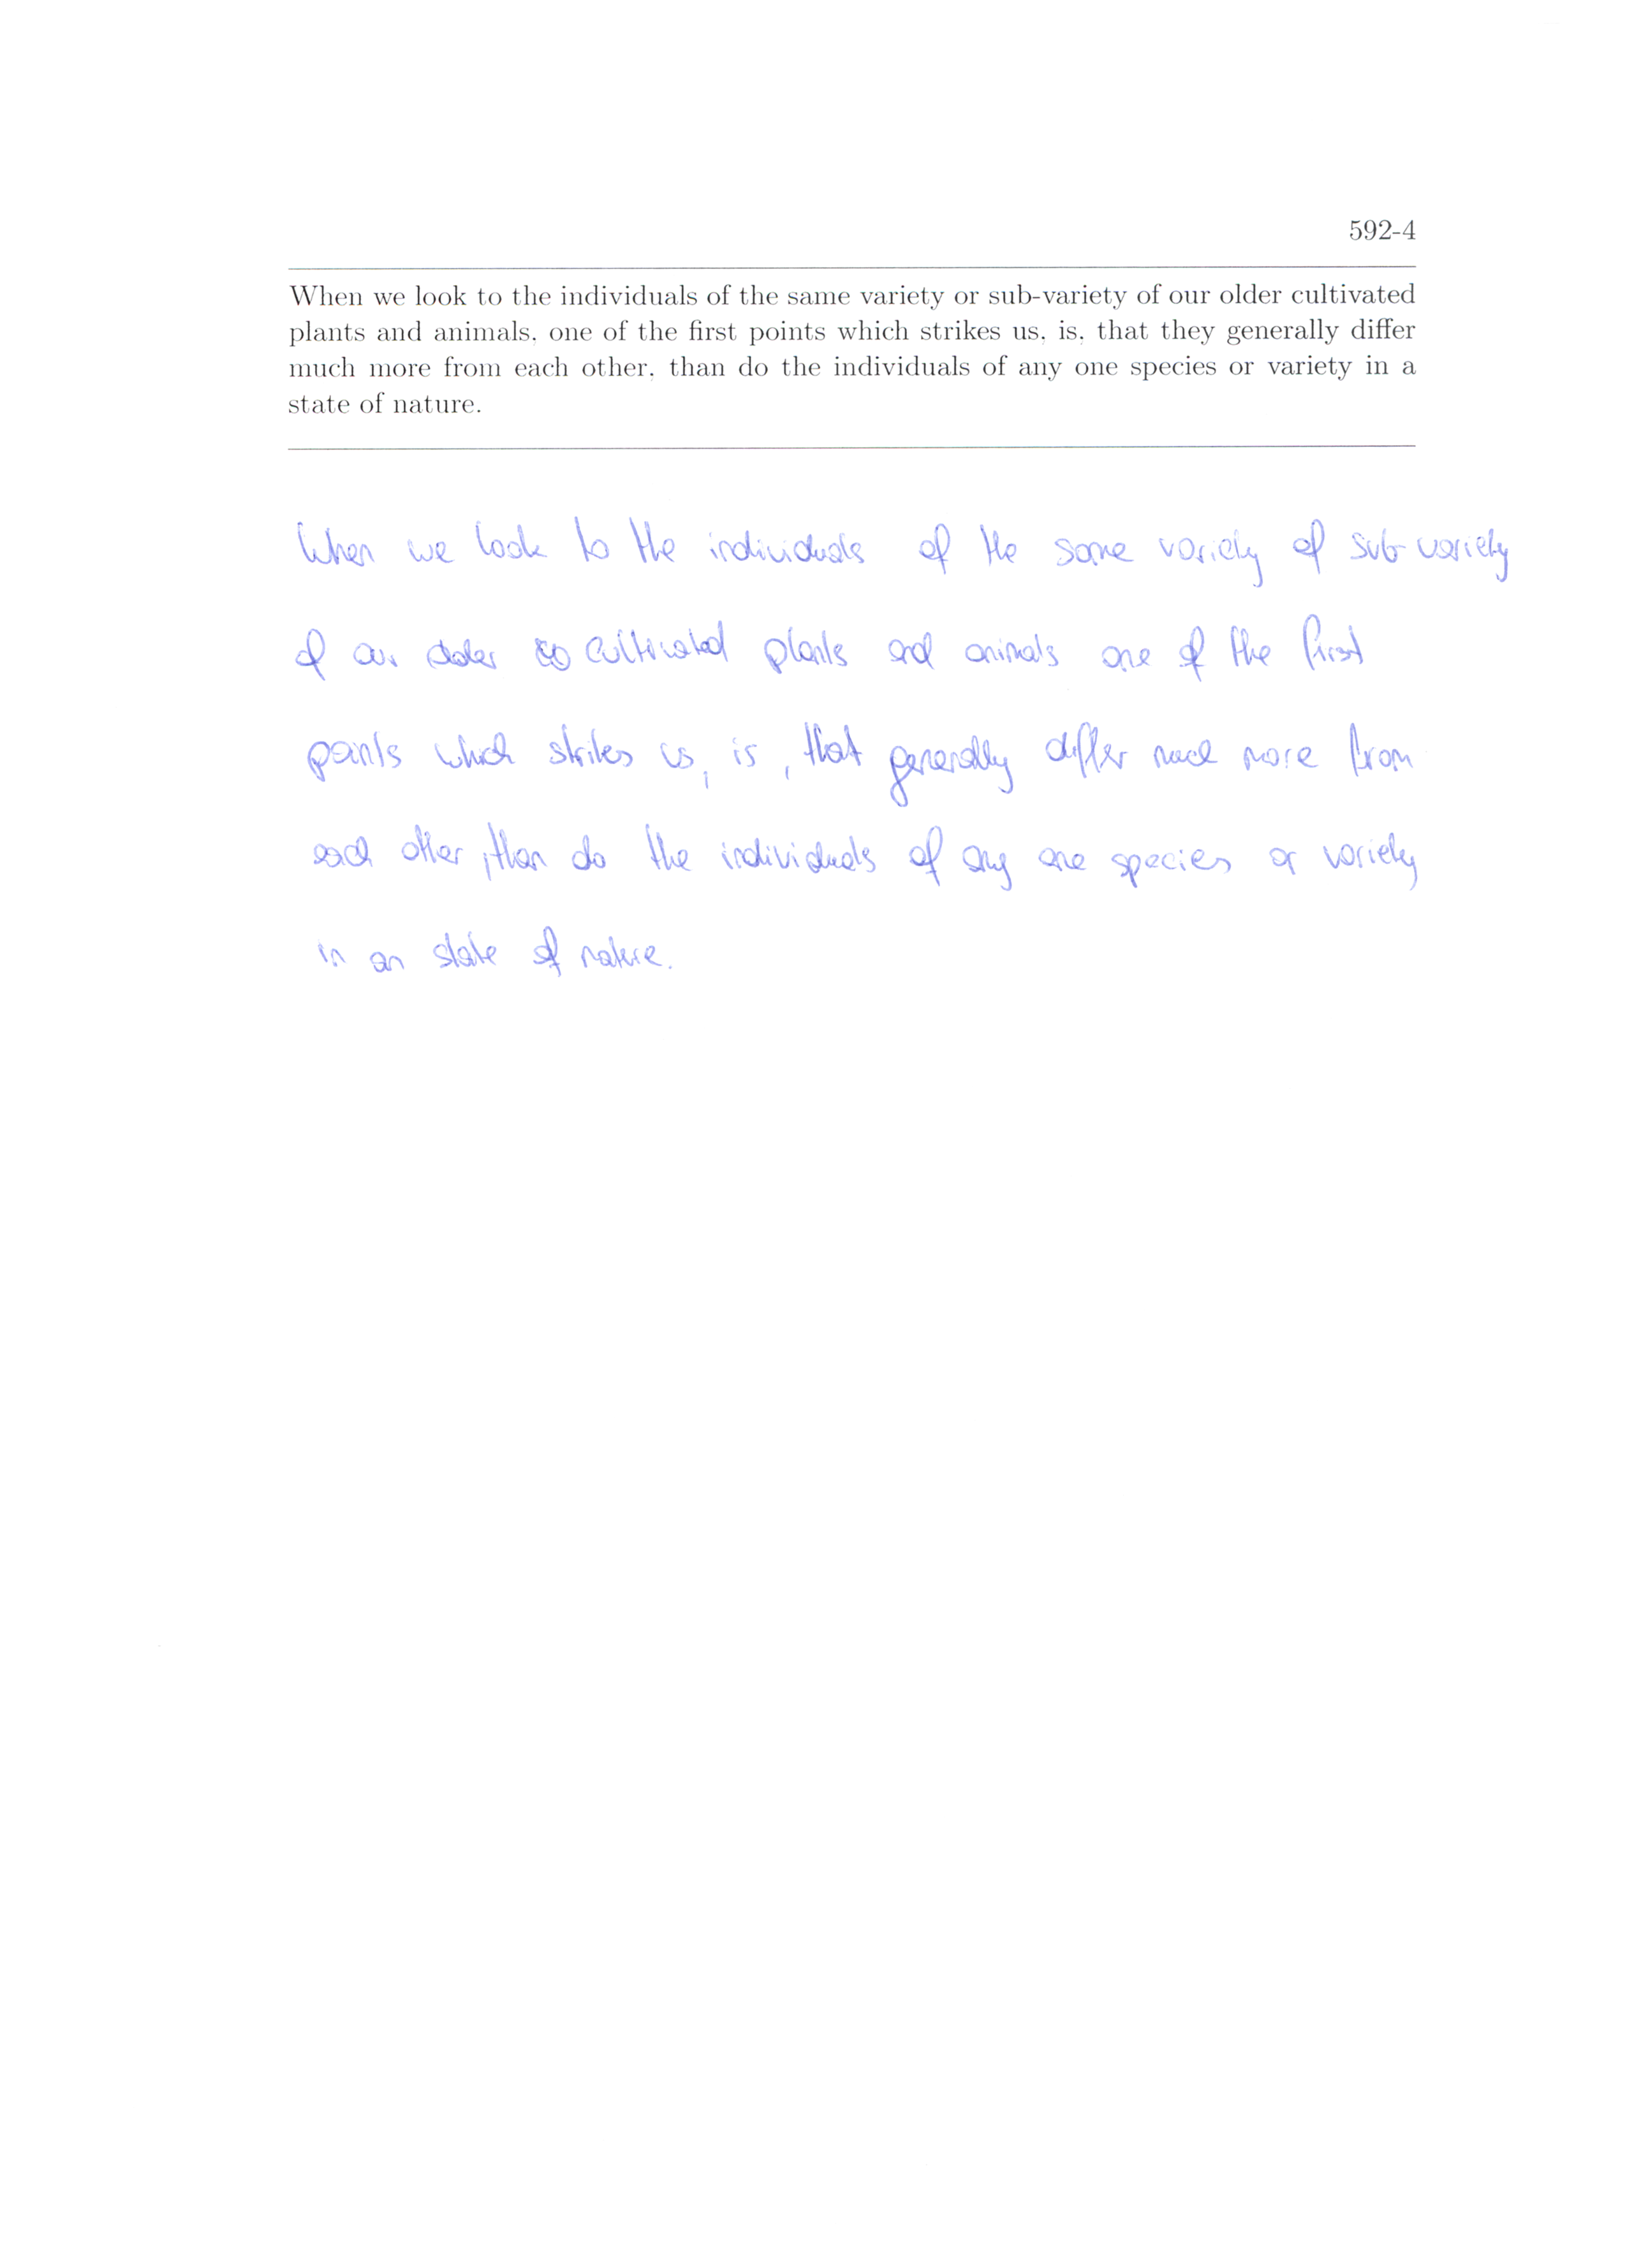 592-4
When we look to the individuals of the same variety or sub-variety of our older cultivated
plants and animals, one of the first points which strikes us, is, that they generally differ
much more from each other, than do the individuals of any one species or variety in a
state of nature.
When we look to the individuals of the same variety of sub-variety
of our older cultivated plants and animals one of the first
points which strikes us, is, that generally differ much more from
each other, than do the individuals of any one species or variety
in an state of nature.